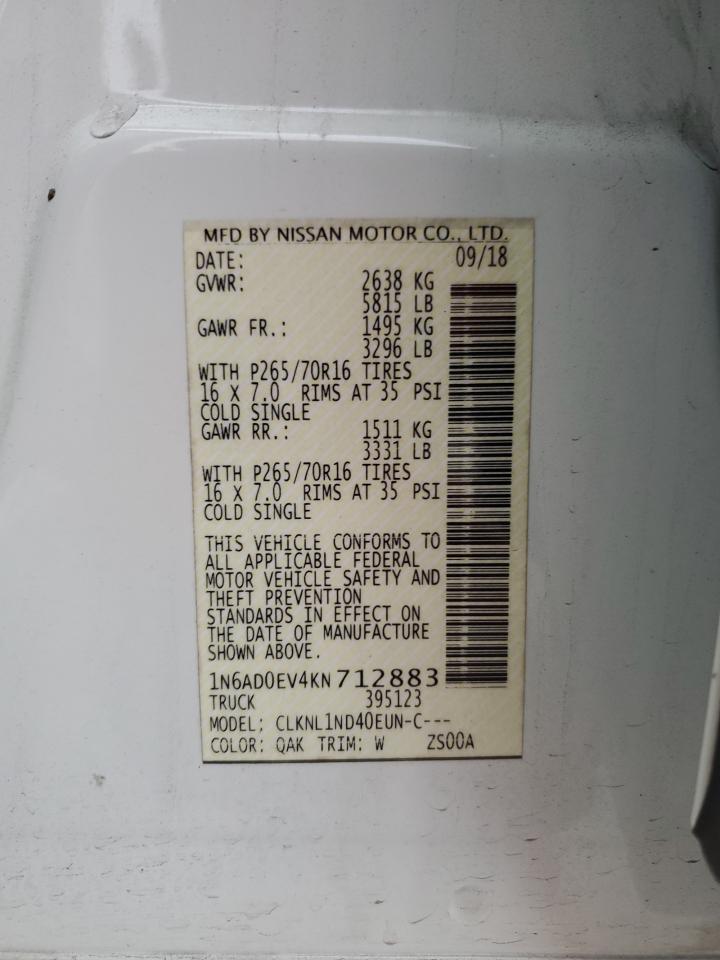 MFD BY NISSAN MOTOR CO., LTD.
DATE: 09/18
GVWR: 2638 KG
5815 LB
GAWR FR.: 1495 KG
3296 LB
WITH P265/70R16 TIRES
16 X 7.0 RIMS AT 35 PSI
COLD SINGLE
GAWR RR.: 1511 KG
3331 LB
WITH P265/70R16 TIRES
16 X 7.0 RIMS AT 35 PSI
COLD SINGLE
THIS VEHICLE CONFORMS TO
ALL APPLICABLE FEDERAL
MOTOR VEHICLE SAFETY AND
THEFT PREVENTION
STANDARDS IN EFFECT ON
THE DATE OF MANUFACTURE
SHOWN ABOVE.
1N6AD0EV4KN712883
TRUCK 395123
MODEL: CLKNL1ND40EUN-C---
COLOR: QAK TRIM: W ZS00A